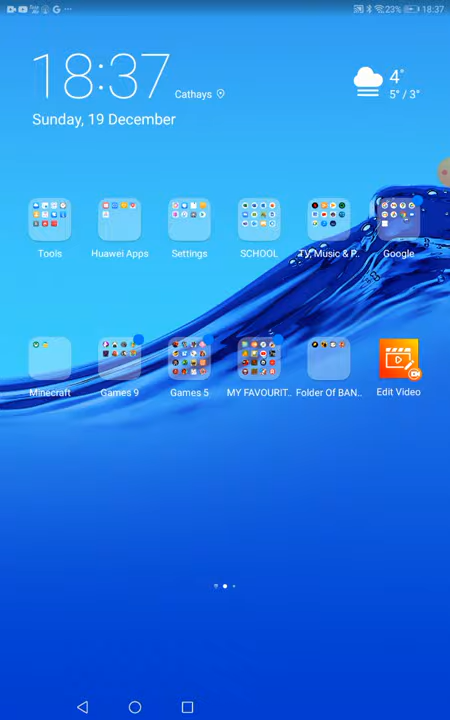 23% 18:37
18:37
Cathays
4°
5° / 3°
Sunday, 19 December
Tools
Huawei Apps
Settings
SCHOOL
TV, Music & P..
Google
Minecraft
Games 9
Games 5
MY FAVOURIT..
Folder Of BAN..
Edit Video